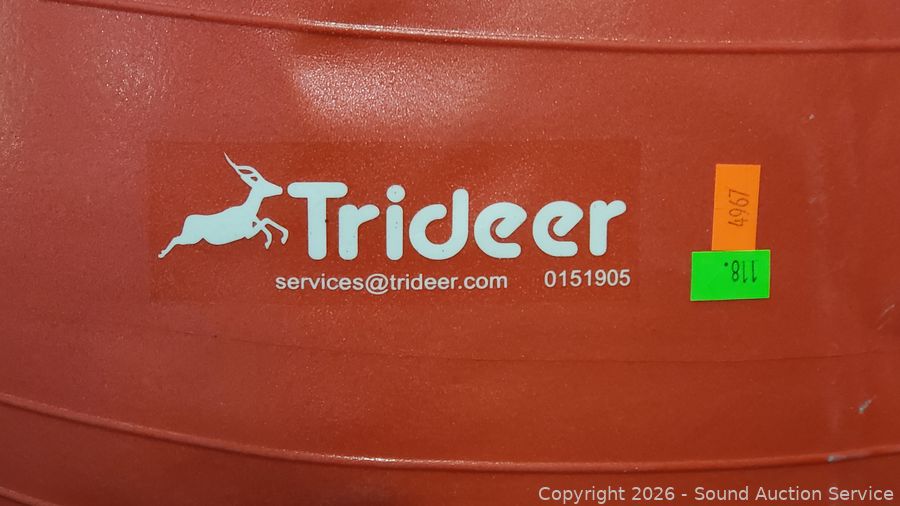 Trideer
services@trideer.com 0151905
4967
118.
Copyright 2026 - Sound Auction Service